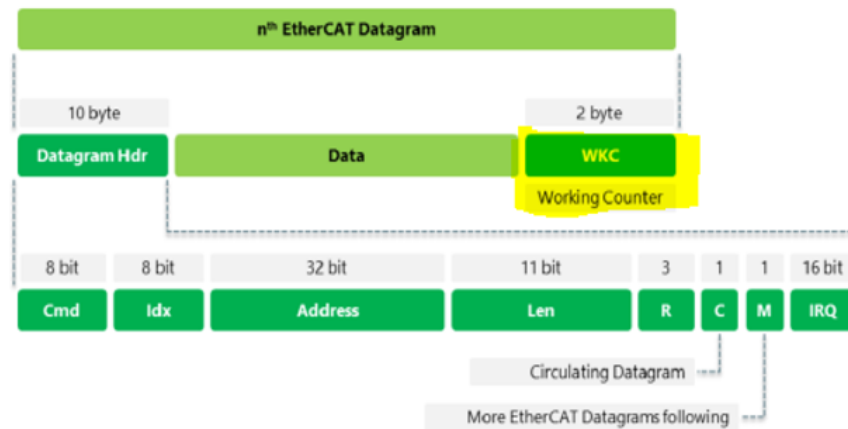 nth EtherCAT Datagram
10 byte 2 byte
Datagram Hdr Data WKC
Working Counter
8 bit 8 bit 32 bit 11 bit 3 1 1 16 bit
Cmd Idx Address Len R C M IRQ
Circulating Datagram
More EtherCAT Datagrams following